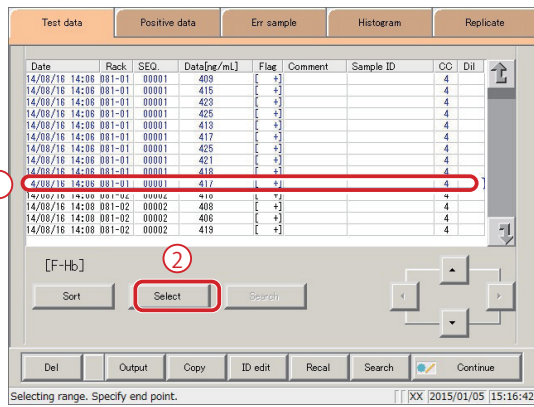 Test data Positive data Err sample Histogram Replicate
Date Rack SEQ. Data[ng/mL] Flag Comment Sample ID CC Dil
14/08/16 14:06 081-01 00001 409 [ +] 4
14/08/16 14:06 081-01 00001 415 [ +] 4
14/08/16 14:06 081-01 00001 423 [ +] 4
14/08/16 14:06 081-01 00001 425 [ +] 4
14/08/16 14:06 081-01 00001 413 [ +] 4
14/08/16 14:06 081-01 00001 417 [ +] 4
14/08/16 14:06 081-01 00001 425 [ +] 4
14/08/16 14:06 081-01 00001 421 [ +] 4
14/08/16 14:06 081-01 00001 418 [ +] 4
14/08/16 14:06 081-01 00001 417 [ +] 4
14/08/16 14:08 081-02 00002 [ +] 4
14/08/16 14:08 081-02 00002 408 [ +] 4
14/08/16 14:08 081-02 00002 406 [ +] 4
14/08/16 14:08 081-02 00002 419 [ +] 4
[F-Hb]
2
Sort Select Search
Del Output Copy ID edit Recal Search Continue
Selecting range. Specify end point. XX 2015/01/05 15:16:42